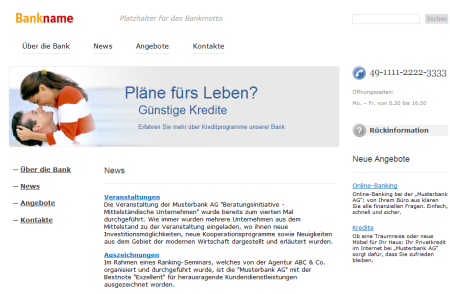 Bankname
Platzhalter für das Bankmotto
Suchen
Über die Bank
News
Angebote
Kontakte
Pläne fürs Leben?
Günstige Kredite
Erfahren Sie mehr über Kreditprogramme unserer Bank
49-1111-2222-3333
Öffnungszeiten:
Mo. – Fr. von 8.30 bis 16.00
Rückinformation
Neue Angebote
Online-Banking
Online-Banking bei der „Musterbank
AG“: von Ihrem Büro aus klären
Sie alle finanziellen Fragen. Einfach,
schnell und sicher.
Kredite
Ob eine Traumreise oder neue
Möbel für Ihr Haus: Ihr Privatkredit
im Internet bei „Musterbank AG“
sorgt dafür, dass Sie zufrieden
bleiben.
— Über die Bank
— News
— Angebote
— Kontakte
News
Veranstaltungen
Die Veranstaltung der Musterbank AG "Beratungsinitiative -
Mittelständische Unternehmen" wurde bereits zum vierten Mal
durchgeführt. Wie immer wurden mehrere Unternehmen aus dem
Mittelstand zu der Veranstaltung eingeladen, wo ihnen neue
Investitionsmöglichkeiten, neue Kooperationsprogramme sowie Neuigkeiten
aus dem Gebiet der modernen Wirtschaft dargestellt und erläutert wurden.
Auszeichnungen
Im Rahmen eines Ranking-Seminars, welches von der Agentur ABC & Co.
organisiert und durchgeführt wurde, ist die "Musterbank AG" mit der
Bestnote "Exzellent" für herausragende Kundendienstleistungen
ausgezeichnet worden.